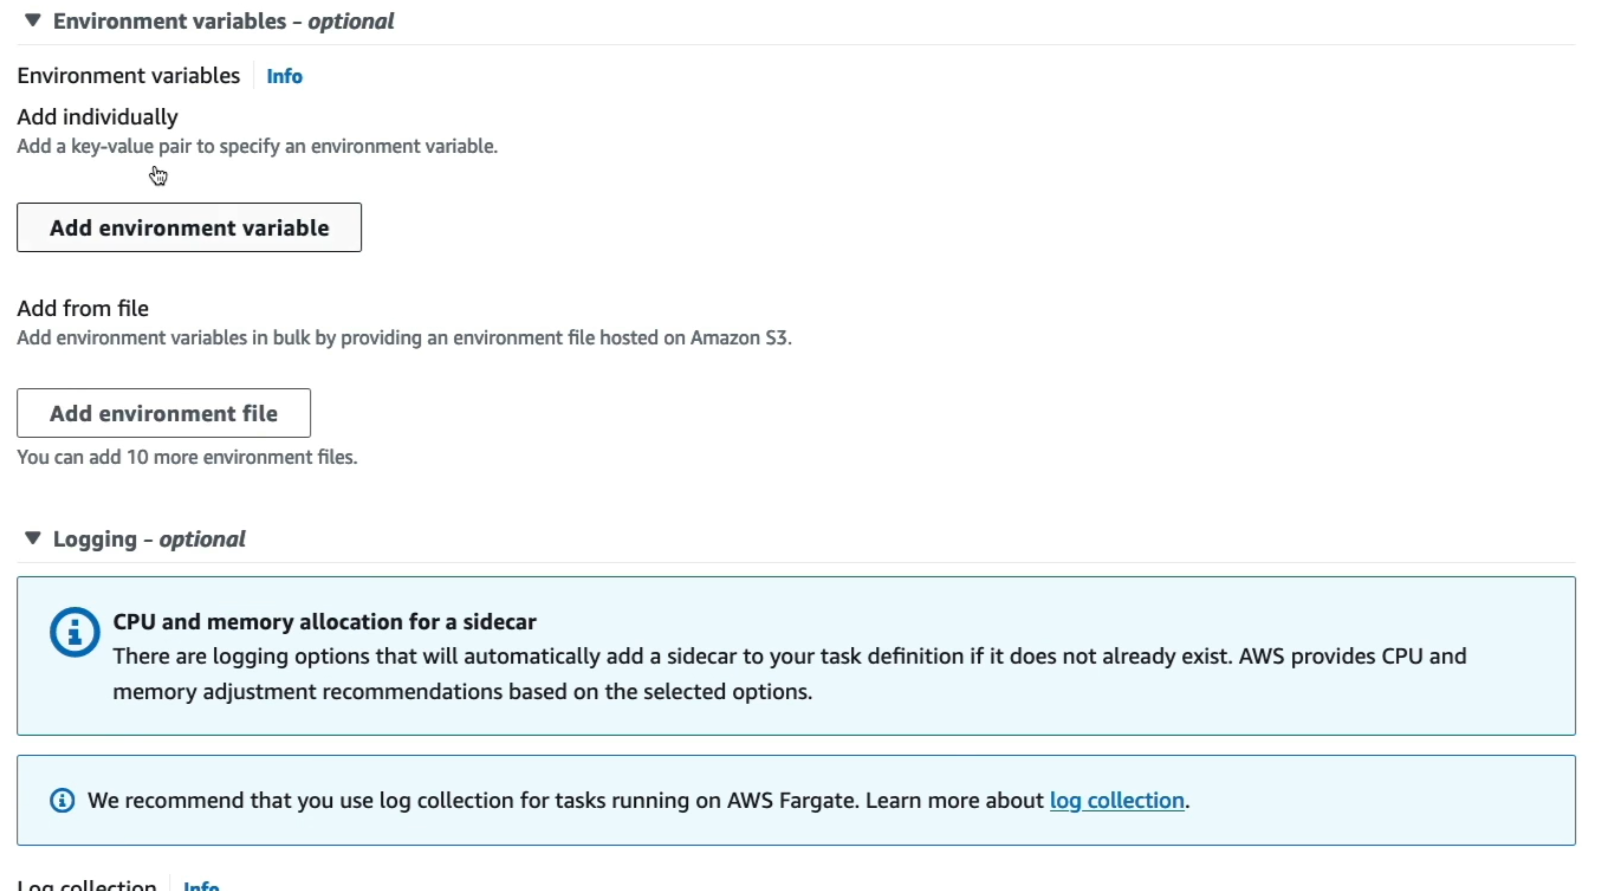 Environment variables – optional
Environment variables Info
Add individually
Add a key-value pair to specify an environment variable.
Add environment variable
Add from file
Add environment variables in bulk by providing an environment file hosted on Amazon S3.
Add environment file
You can add 10 more environment files.
Logging – optional
CPU and memory allocation for a sidecar
There are logging options that will automatically add a sidecar to your task definition if it does not already exist. AWS provides CPU and
memory adjustment recommendations based on the selected options.
We recommend that you use log collection for tasks running on AWS Fargate. Learn more about log collection.
Log collection Info